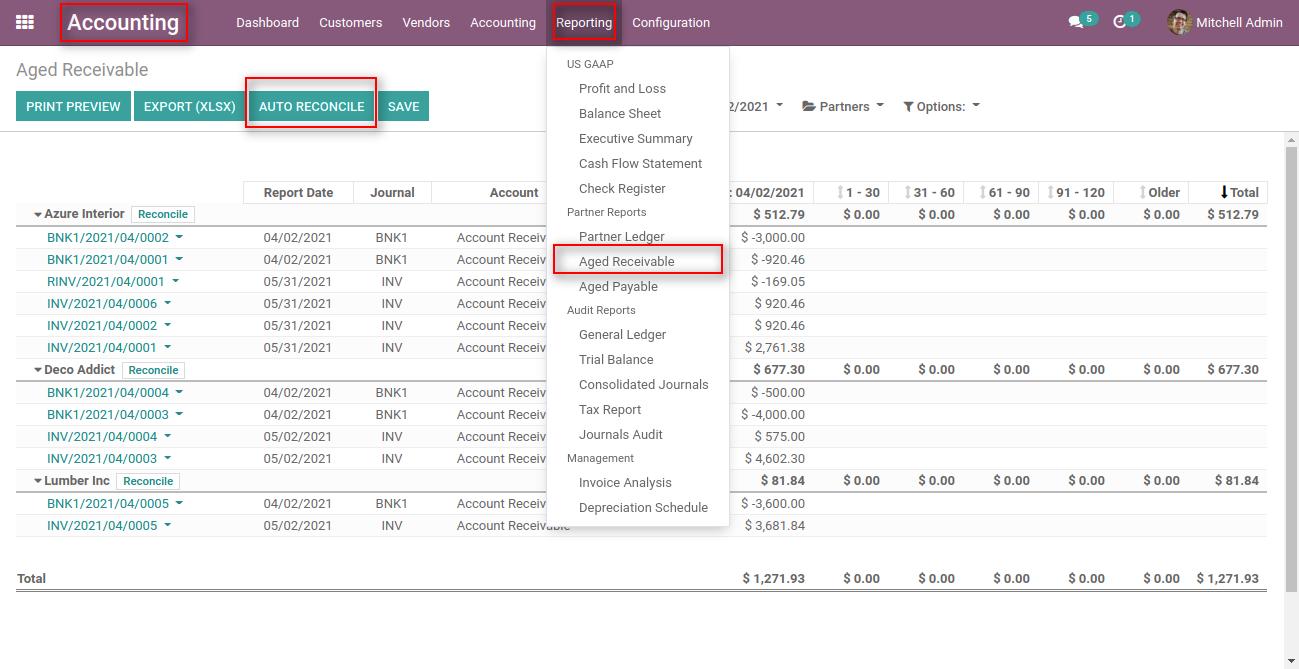 Accounting Dashboard Customers Vendors Accounting Reporting Configuration 5 1 Mitchell Admin
Aged Receivable
PRINT PREVIEW EXPORT (XLSX) AUTO RECONCILE SAVE 2/2021 Partners Options:
US GAAP
Profit and Loss
Balance Sheet
Executive Summary
Cash Flow Statement
Check Register
Partner Reports
Partner Ledger
Aged Receivable
Aged Payable
Audit Reports
General Ledger
Trial Balance
Consolidated Journals
Tax Report
Journals Audit
Management
Invoice Analysis
Depreciation Schedule
Report Date Journal Account : 04/02/2021 1 - 30 31 - 60 61 - 90 91 - 120 Older Total
Azure Interior Reconcile $ 512.79 $ 0.00 $ 0.00 $ 0.00 $ 0.00 $ 0.00 $ 512.79
BNK1/2021/04/0002 04/02/2021 BNK1 Account Receiv $ -3,000.00
BNK1/2021/04/0001 04/02/2021 BNK1 Account Receiv $ -920.46
RINV/2021/04/0001 05/31/2021 INV Account Receiv $ -169.05
INV/2021/04/0006 05/31/2021 INV Account Receiv $ 920.46
INV/2021/04/0002 05/31/2021 INV Account Receiv $ 920.46
INV/2021/04/0001 05/31/2021 INV Account Receiv $ 2,761.38
Deco Addict Reconcile $ 677.30 $ 0.00 $ 0.00 $ 0.00 $ 0.00 $ 0.00 $ 677.30
BNK1/2021/04/0004 04/02/2021 BNK1 Account Receiv $ -500.00
BNK1/2021/04/0003 04/02/2021 BNK1 Account Receiv $ -4,000.00
INV/2021/04/0004 05/02/2021 INV Account Receiv $ 575.00
INV/2021/04/0003 05/02/2021 INV Account Receiv $ 4,602.30
Lumber Inc Reconcile $ 81.84 $ 0.00 $ 0.00 $ 0.00 $ 0.00 $ 0.00 $ 81.84
BNK1/2021/04/0005 04/02/2021 BNK1 Account Receiv $ -3,600.00
INV/2021/04/0005 05/02/2021 INV Account Receivable $ 3,681.84
Total $ 1,271.93 $ 0.00 $ 0.00 $ 0.00 $ 0.00 $ 0.00 $ 1,271.93